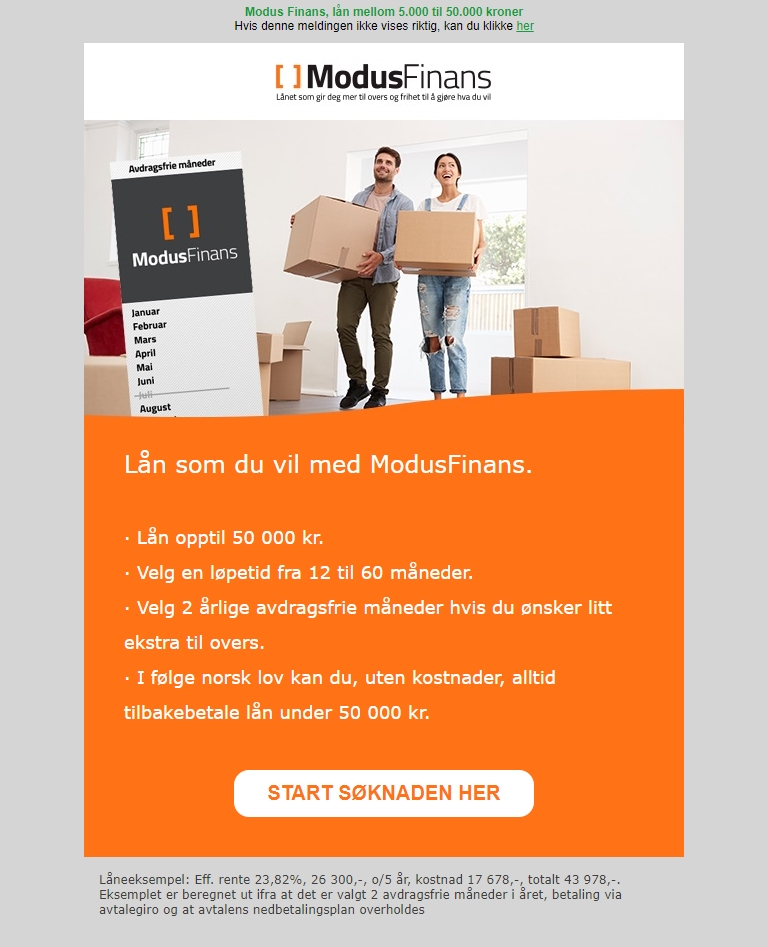 Modus Finans, lån mellom 5.000 til 50.000 kroner
Hvis denne meldingen ikke vises riktig, kan du klikke her
[ ] ModusFinans
Lånet som gir deg mer til overs og frihet til å gjøre hva du vil
Avdragsfrie måneder
[ ]
ModusFinans
Januar
Februar
Mars
April
Mai
Juni
Juli
August
Lån som du vil med ModusFinans.
· Lån opptil 50 000 kr.
· Velg en løpetid fra 12 til 60 måneder.
· Velg 2 årlige avdragsfrie måneder hvis du ønsker litt
ekstra til overs.
· I følge norsk lov kan du, uten kostnader, alltid
tilbakebetale lån under 50 000 kr.
START SØKNADEN HER
Låneeksempel: Eff. rente 23,82%, 26 300,-, o/5 år, kostnad 17 678,-, totalt 43 978,-.
Eksemplet er beregnet ut ifra at det er valgt 2 avdragsfrie måneder i året, betaling via
avtalegiro og at avtalens nedbetalingsplan overholdes